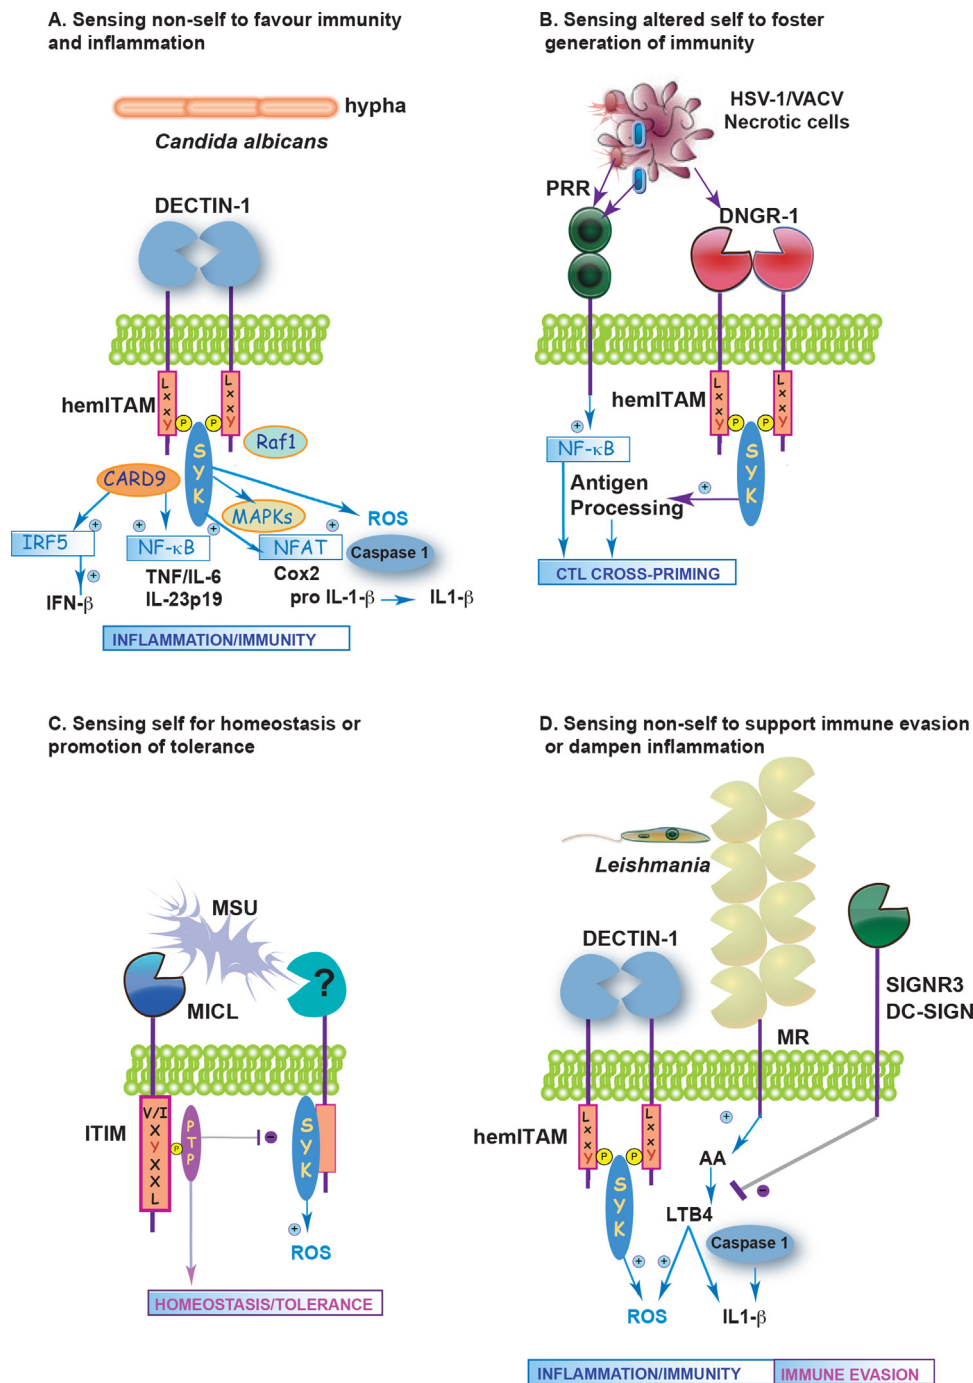 A. Sensing non-self to favour immunity
and inflammation
hypha
Candida albicans
DECTIN-1
hemITAM
L
x
x
Y
L
x
x
Y
P
P
S
Y
K
Raf1
CARD9
MAPKs
ROS
+
+
+
+
IRF5
NF-κB
NFAT
Caspase 1
+
IFN-β
TNF/IL-6
IL-23p19
Cox2
pro IL-1-β
IL1-β
INFLAMMATION/IMMUNITY
B. Sensing altered self to foster
generation of immunity
HSV-1/VACV
Necrotic cells
PRR
DNGR-1
hemITAM
L
x
x
Y
L
x
x
Y
P
P
S
Y
K
+
NF-κB
Antigen
Processing
+
CTL CROSS-PRIMING
C. Sensing self for homeostasis or
promotion of tolerance
MSU
?
MICL
ITIM
V/I
X
Y
X
X
L
P
P
T
P
-
S
Y
K
+
ROS
HOMEOSTASIS/TOLERANCE
D. Sensing non-self to support immune evasion
or dampen inflammation
Leishmania
DECTIN-1
SIGNR3
DC-SIGN
MR
hemITAM
L
x
x
Y
L
x
x
Y
P
P
S
Y
K
+
AA
-
LTB4
Caspase 1
+
+
ROS
IL1-β
INFLAMMATION/IMMUNITY
IMMUNE EVASION